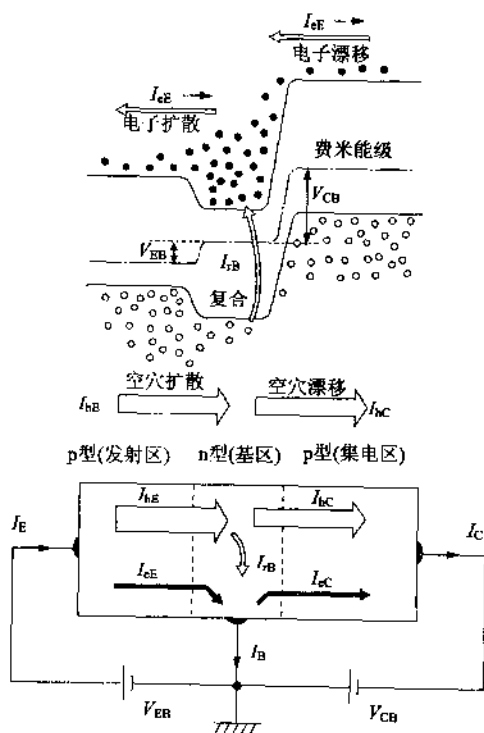 I_eE
电子漂移
I_eE
电子扩散
费米能级
V_CB
V_EB
I_rB
复合
空穴扩散
空穴漂移
I_hE
I_hC
p型(发射区) n型(基区) p型(集电区)
I_E
I_hE
I_hC
I_C
I_rB
I_eE
I_eC
I_B
V_EB
V_CB